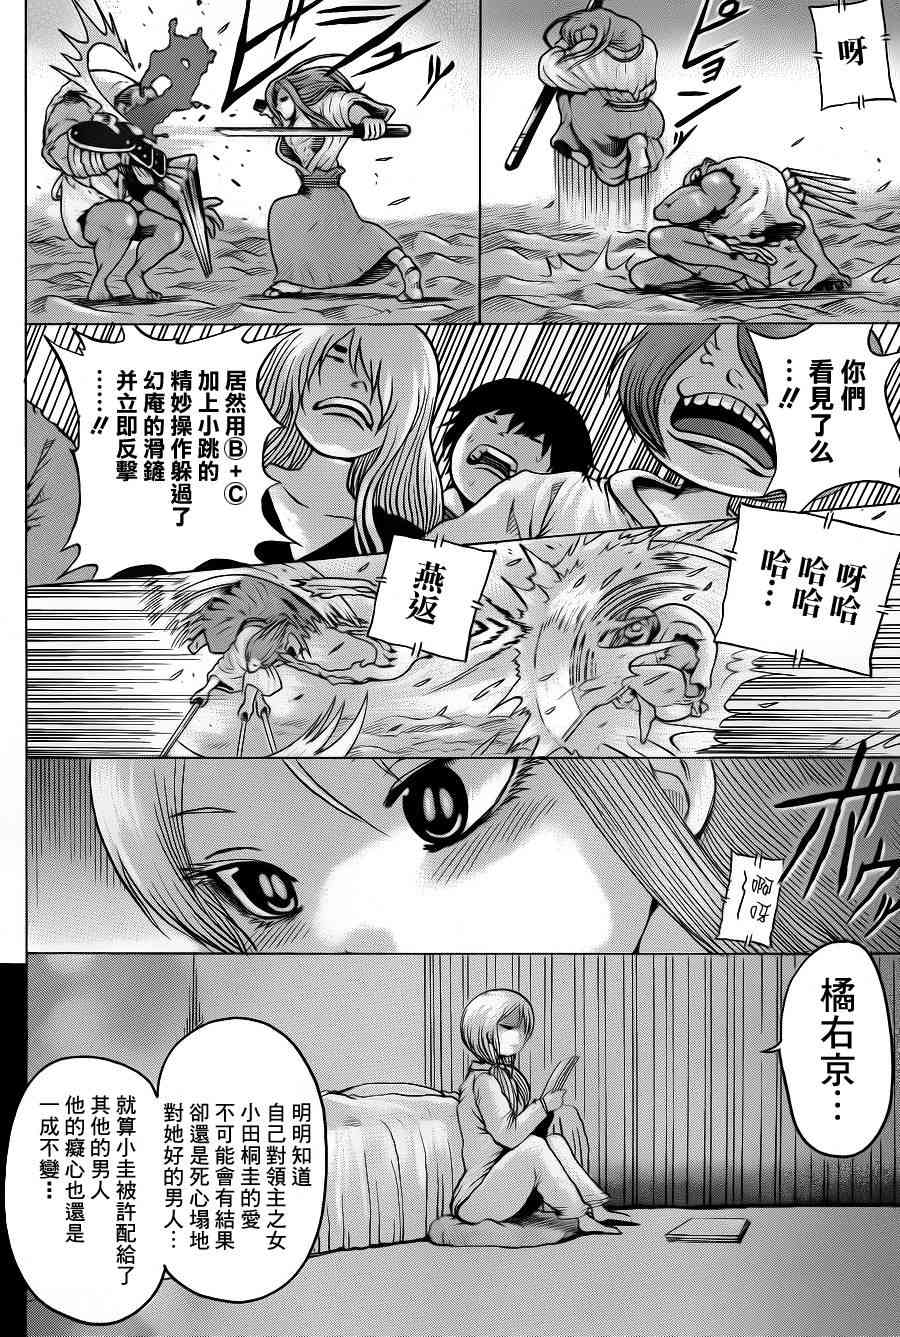 呀
ピッ
ピッ
你們
看見了么
……!!
居然用Ⓑ+Ⓒ
加上小跳的
精妙操作躲過了
幻庵的滑鏟
并立即反擊
……!!
呀哈
哈哈
哈…
燕返
橘右京…
明明知道
自己對領主之女
小田桐圭的愛
不可能會有結果
卻還是死心塌地
對她好的男人…
就算小圭被許配給了
其他的男人
他的癡心也還是
一成不變…